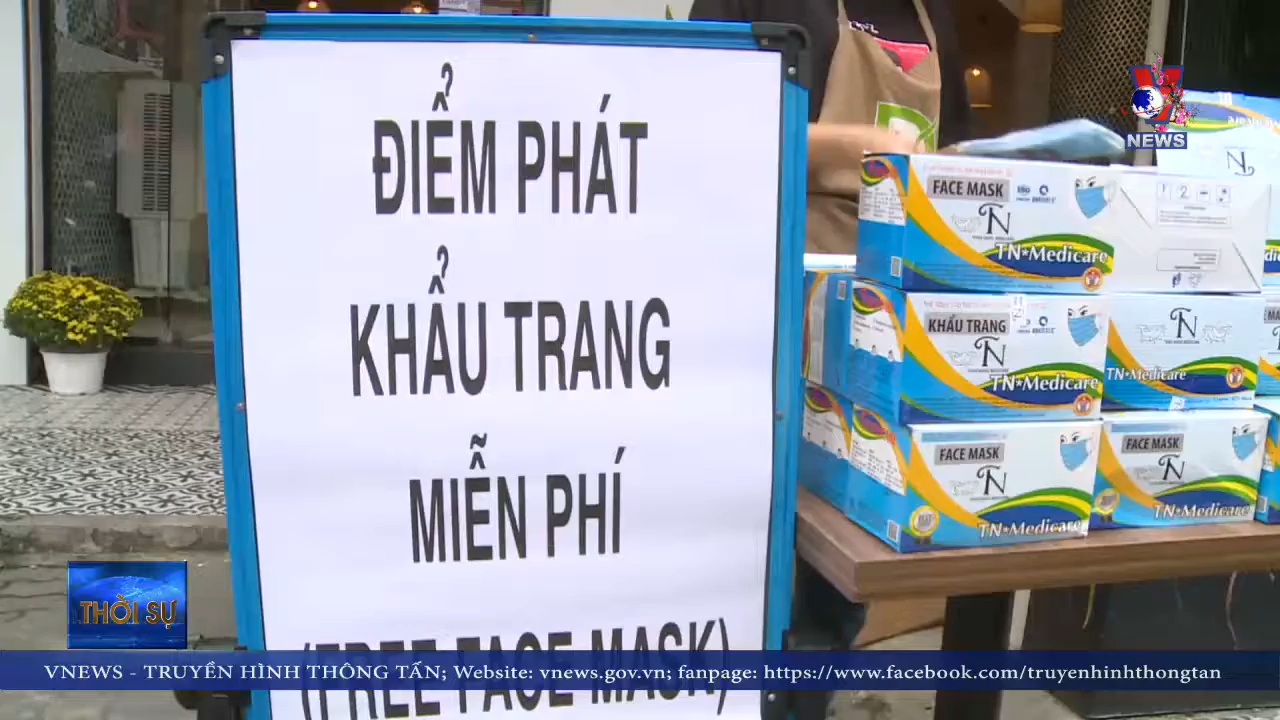 ĐIỂM PHÁT
KHẨU TRANG
MIỄN PHÍ
(FREE FACE MASK)
V
NEWS
FACE MASK
TN
TN*Medicare
KHẨU TRANG
TN
TN*Medicare
TN
TN*Medicare
FACE MASK
TN
TN*Medicare
FACE MASK
TN
TN*Medicare
THỜI SỰ
VNEWS - TRUYỀN HÌNH THÔNG TẤN; Website: vnews.gov.vn; fanpage: https://www.facebook.com/truyenhinhthongtan